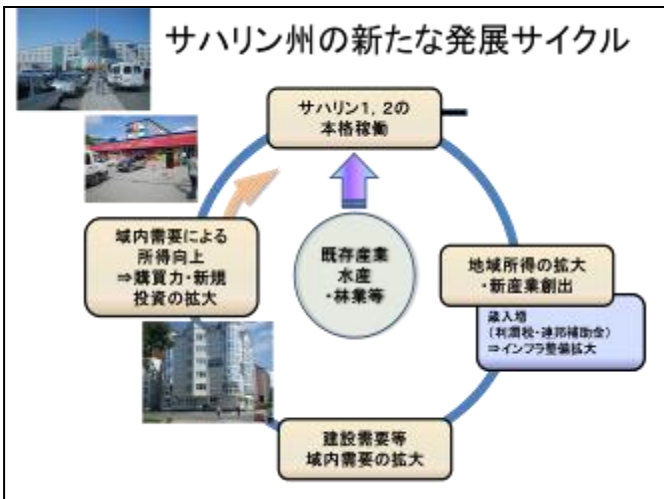 サハリン州の新たな発展サイクル
サハリン1，2の
本格稼働
域内需要による
所得向上
⇒購買力・新規
投資の拡大
既存産業
水産
・林業等
地域所得の拡大
・新産業創出
歳入増
（利潤税・連邦補助金）
⇒インフラ整備拡大
建設需要等
域内需要の拡大